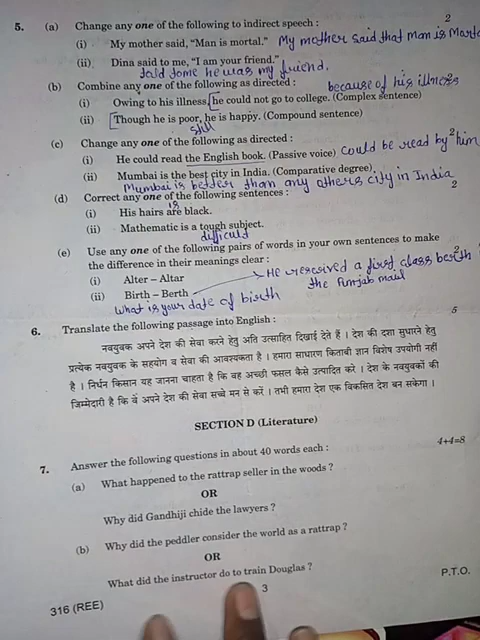 2
5. (a) Change any one of the following to indirect speech :
(i) My mother said, "Man is mortal." My mother said that man is
(ii) Dina said to me, "I am your friend."
told me he was my friend.
(b) Combine any one of the following as directed : because of his illness
(i) Owing to his illness, he could not go to college. (Complex sentence)
(ii) Though he is poor, he is happy. (Compound sentence)
still
2
(c) Change any one of the following as directed :
(i) He could read the English book. (Passive voice) could be read by him
(ii) Mumbai is the best city in India. (Comparative degree)
Mumbai is better than any others city in India
2
(d) Correct any one of the following sentences :
is
(i) His hairs are black.
(ii) Mathematic is a tough subject.
difficuld
(e) Use any one of the following pairs of words in your own sentences to make
the difference in their meanings clear : 2
(i) Alter – Altar He a first class
(ii) Birth – Berth the Punjab mail
what is your date of birth
5
6. Translate the following passage into English :
नवयुवक अपने देश की सेवा करने हेतु अति उत्साहित दिखाई देते हैं । देश की दशा सुधारने हेतु
प्रत्येक नवयुवक के सहयोग व सेवा की आवश्यकता है । हमारा साधारण किताबी ज्ञान विशेष उपयोगी नहीं
है । निर्धन किसान यह जानना चाहता है कि वह अच्छी फसल कैसे उत्पादित करे । देश के नवयुवकों की
जिम्मेदारी है कि वे अपने देश की सेवा सच्चे मन से करें । तभी हमारा देश एक विकसित देश बन सकेगा ।
SECTION D (Literature)
7. Answer the following questions in about 40 words each : 4+4=8
(a) What happened to the rattrap seller in the woods ?
OR
Why did Gandhiji chide the lawyers ?
(b) Why did the peddler consider the world as a rattrap ?
OR
What did the instructor do to train Douglas ?
316 (REE) 3 P.T.O.